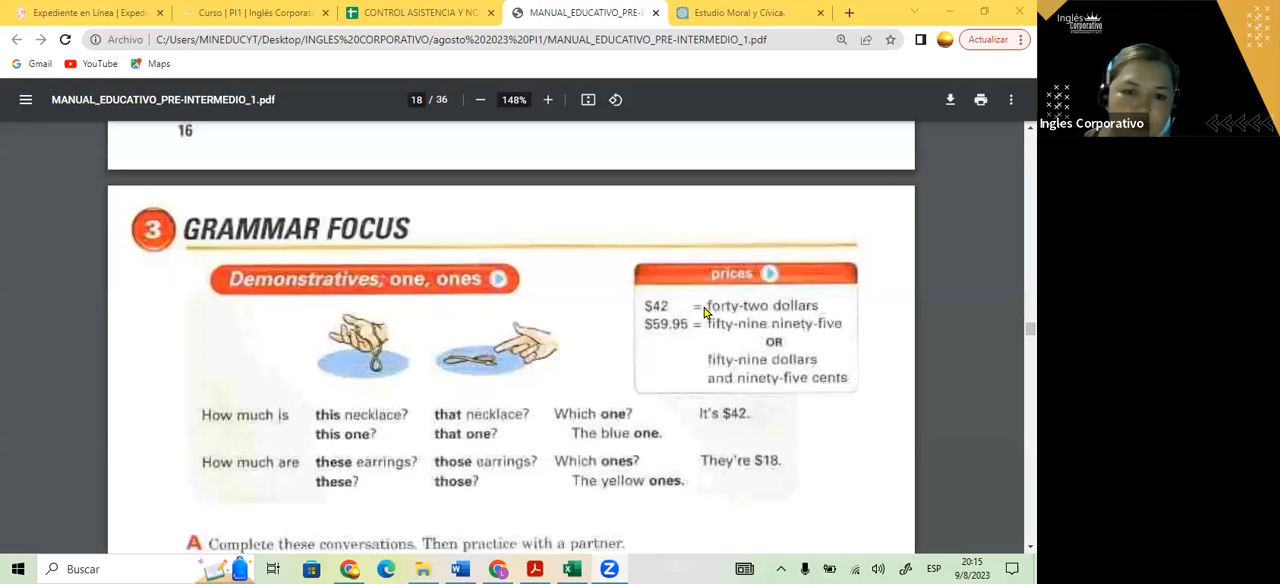 Expediente en Línea | Expedi
Curso | PI1 | Inglés Corporati
CONTROL ASISTENCIA Y NO
MANUAL_EDUCATIVO_PRE-I
Estudio Moral y Cívica.
Archivo
C:/Users/MINEDUCYT/Desktop/INGLES%20CORPORATIVO/agosto%202023%20PI1/MANUAL_EDUCATIVO_PRE-INTERMEDIO_1.pdf
Actualizar
Gmail YouTube Maps
MANUAL_EDUCATIVO_PRE-INTERMEDIO_1.pdf
18 / 36
148%
Inglés
Corporativo
Ingles Corporativo
16
3 GRAMMAR FOCUS
Demonstratives; one, ones
prices
$42 = forty-two dollars
$59.95 = fifty-nine ninety-five
OR
fifty-nine dollars
and ninety-five cents
How much is this necklace? that necklace? Which one? It's $42.
this one? that one? The blue one.
How much are these earrings? those earrings? Which ones? They're $18.
these? those? The yellow ones.
A Complete these conversations. Then practice with a partner.
Buscar
ESP
20:15
9/8/2023